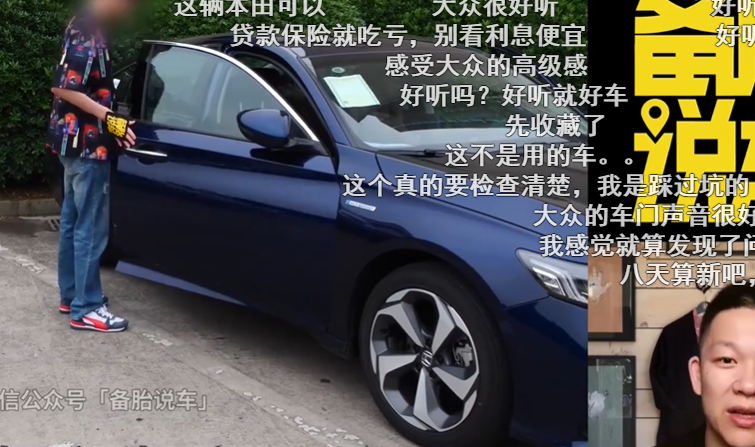 这辆本田可以
大众很好听
好听
贷款保险就吃亏，别看利息便宜
好听
感受大众的高级感
好听吗？好听就好车
先收藏了
这不是用的车。。
这个真的要检查清楚，我是踩过坑的
大众的车门声音很好
我感觉就算发现了问
八天算新吧，
备
说
信公众号「备胎说车」